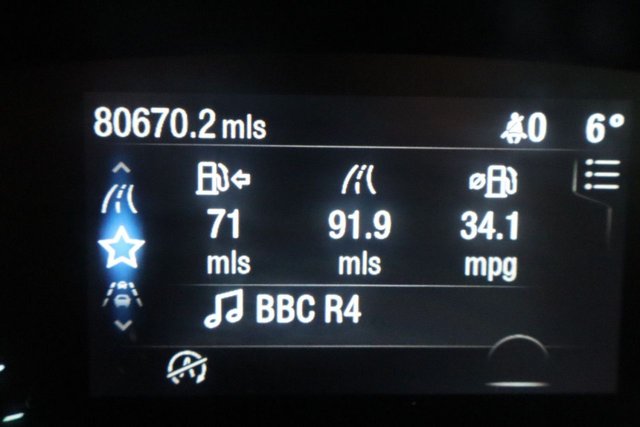 80670.2 mls 0 6°
71 91.9 34.1
mls mls mpg
BBC R4